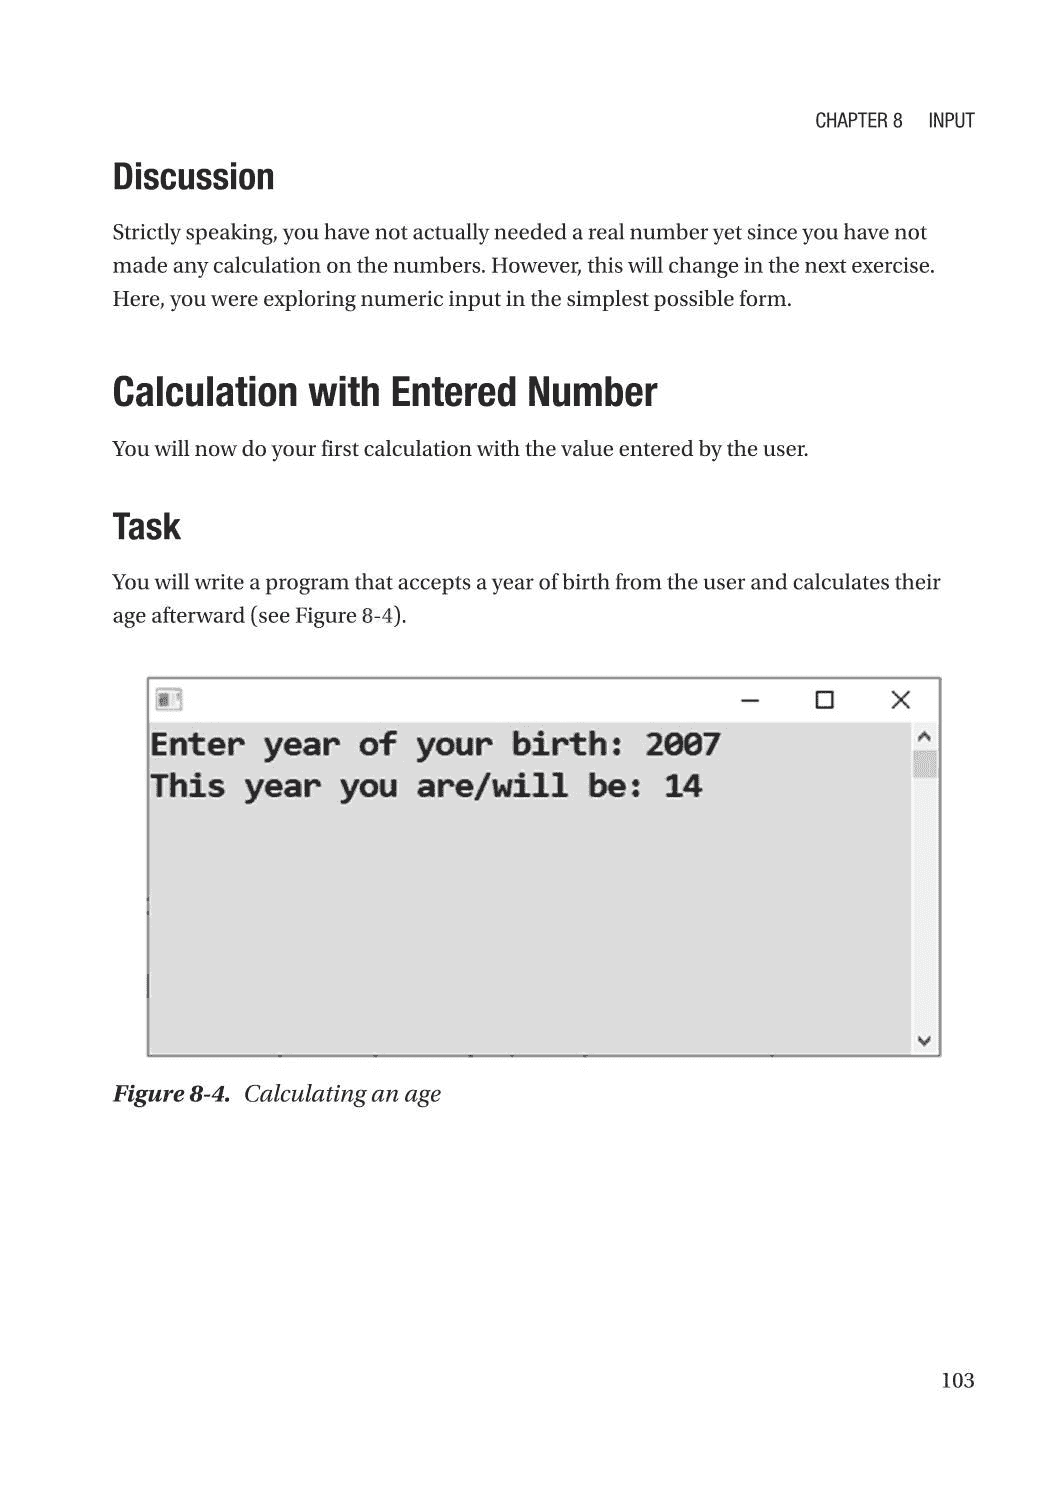 CHAPTER 8 INPUT
Discussion
Strictly speaking, you have not actually needed a real number yet since you have not
made any calculation on the numbers. However, this will change in the next exercise.
Here, you were exploring numeric input in the simplest possible form.
Calculation with Entered Number
You will now do your first calculation with the value entered by the user.
Task
You will write a program that accepts a year of birth from the user and calculates their
age afterward (see Figure 8-4).
Enter year of your birth: 2007
This year you are/will be: 14
Figure 8-4. Calculating an age
103